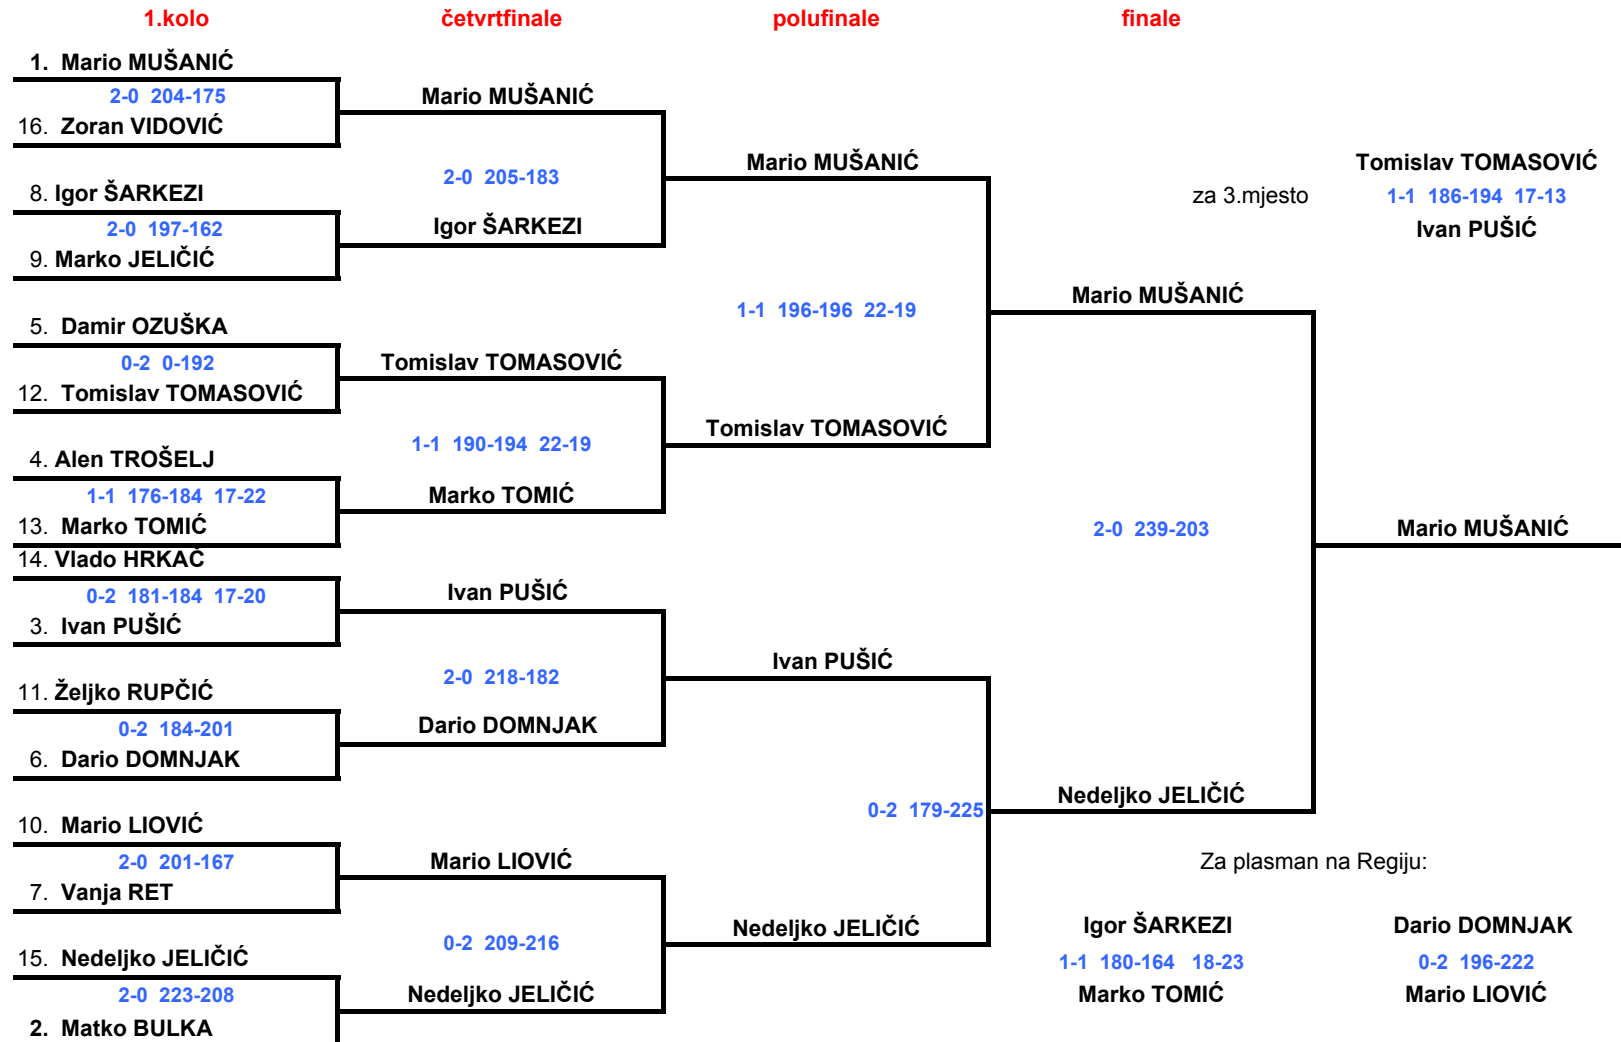 1.kolo četvrtfinale polufinale finale
1. Mario MUŠANIĆ
2-0 204-175 Mario MUŠANIĆ
16. Zoran VIDOVIĆ
Mario MUŠANIĆ Tomislav TOMASOVIĆ
2-0 205-183
8. Igor ŠARKEZI za 3.mjesto 1-1 186-194 17-13
2-0 197-162 Igor ŠARKEZI Ivan PUŠIĆ
9. Marko JELIČIĆ
Mario MUŠANIĆ
1-1 196-196 22-19
5. Damir OZUŠKA
0-2 0-192 Tomislav TOMASOVIĆ
12. Tomislav TOMASOVIĆ
Tomislav TOMASOVIĆ
1-1 190-194 22-19
4. Alen TROŠELJ
1-1 176-184 17-22 Marko TOMIĆ
13. Marko TOMIĆ 2-0 239-203 Mario MUŠANIĆ
14. Vlado HRKAČ
0-2 181-184 17-20 Ivan PUŠIĆ
3. Ivan PUŠIĆ
Ivan PUŠIĆ
2-0 218-182
11. Željko RUPČIĆ
0-2 184-201 Dario DOMNJAK
6. Dario DOMNJAK
Nedeljko JELIČIĆ
0-2 179-225
10. Mario LIOVIĆ
2-0 201-167 Mario LIOVIĆ Za plasman na Regiju:
7. Vanja RET
Nedeljko JELIČIĆ Igor ŠARKEZI Dario DOMNJAK
0-2 209-216
15. Nedeljko JELIČIĆ 1-1 180-164 18-23 0-2 196-222
2-0 223-208 Nedeljko JELIČIĆ Marko TOMIĆ Mario LIOVIĆ
2. Matko BULKA